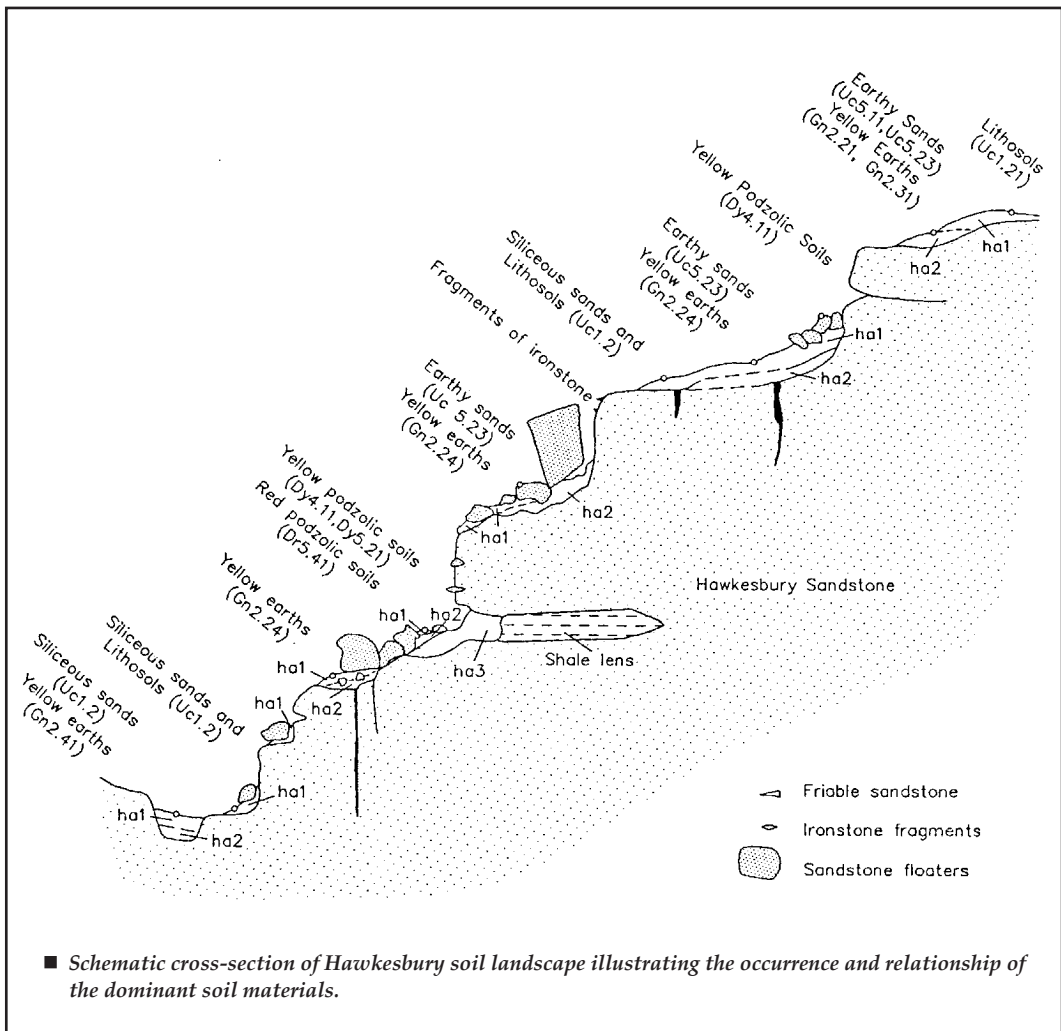 Earthy Sands
(Uc5.11,Uc5.23)
Yellow Earths
(Gn2.21, Gn2.31)
Lithosols
(Uc1.21)
Yellow Podzolic Soils
(Dy4.11)
Earthy sands
(Uc5.23)
Yellow earths
(Gn2.24)
Siliceous sands and
Lithosols (Uc1.2)
Fragments of ironstone
Earthy sands
(Uc 5.23)
Yellow earths
(Gn2.24)
Yellow podzolic soils
(Dy4.11,Dy5.21)
Red podzolic soils
(Dr5.41)
Yellow earths
(Gn2.24)
Siliceous sands and
Lithosols (Uc1.2)
Siliceous sands
(Uc1.2)
Yellow earths
(Gn2.41)
ha1
ha2
ha1
ha2
ha2
ha1
Hawkesbury Sandstone
ha1
ha2
ha3
Shale lens
ha1
ha2
ha1
ha1
ha1
ha2
Friable sandstone
Ironstone fragments
Sandstone floaters
■ Schematic cross-section of Hawkesbury soil landscape illustrating the occurrence and relationship of
the dominant soil materials.